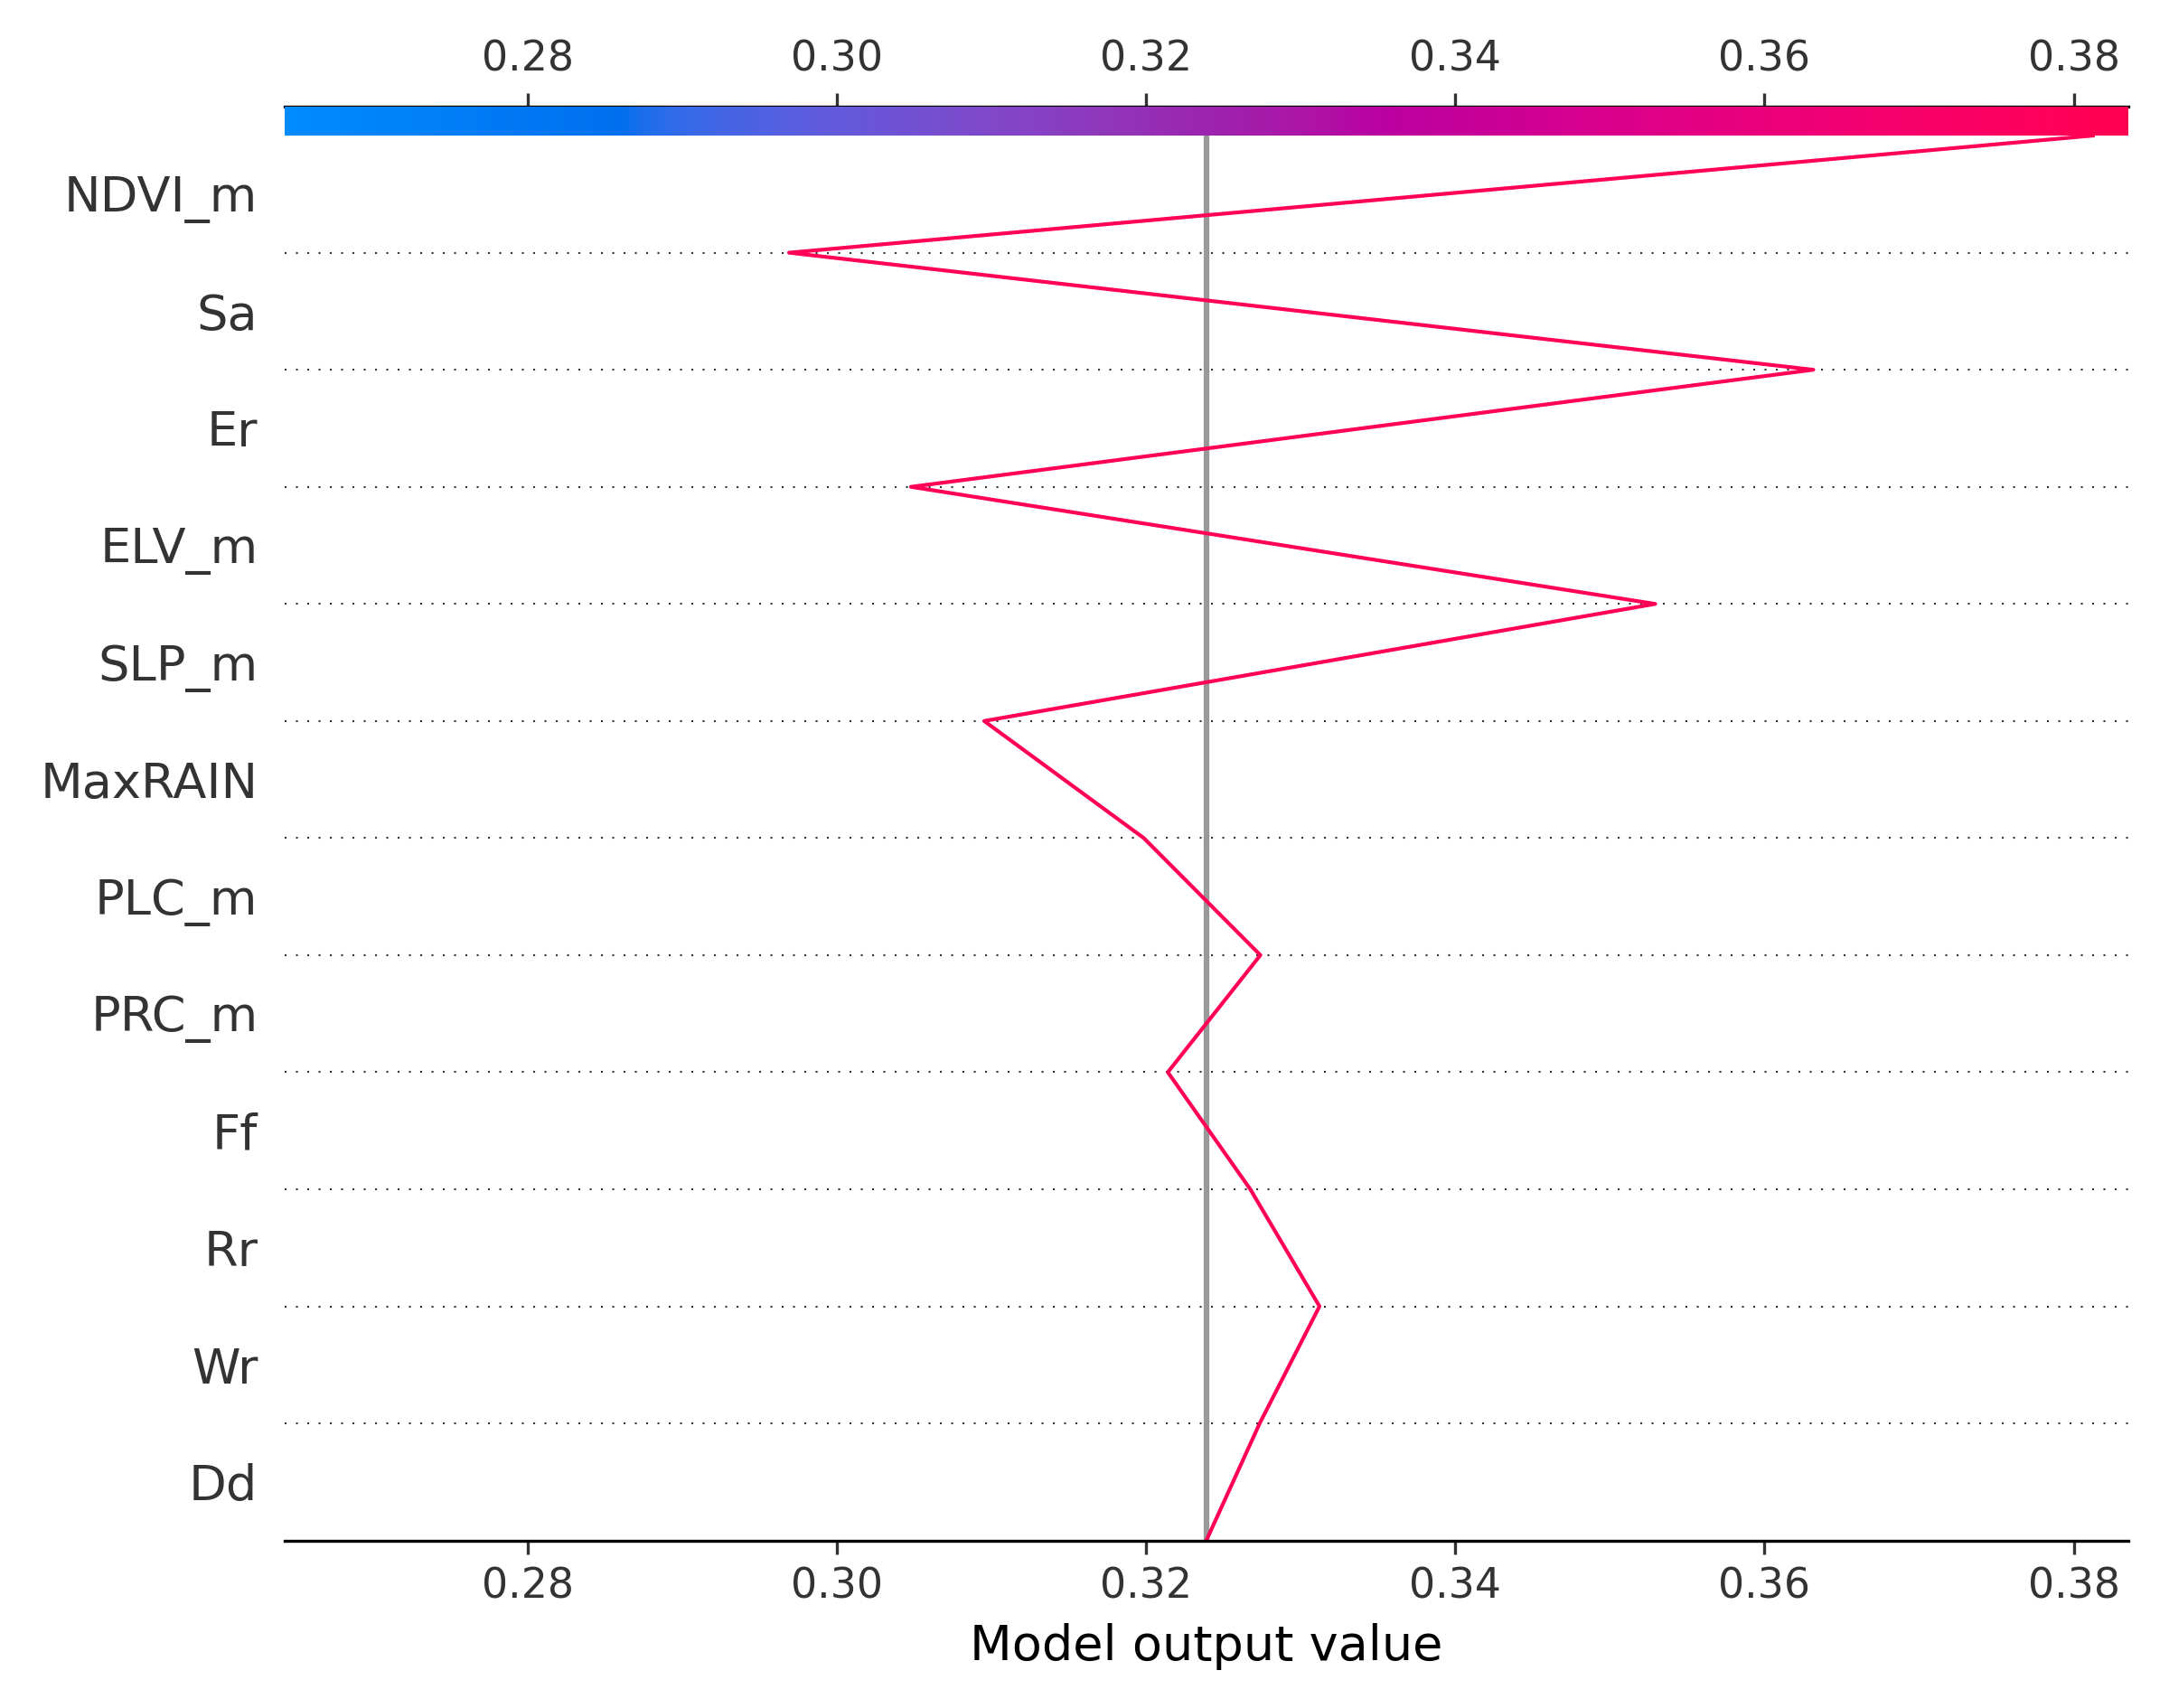 0.28 0.30 0.32 0.34 0.36 0.38
NDVI_m
Sa
Er
ELV_m
SLP_m
MaxRAIN
PLC_m
PRC_m
Ff
Rr
Wr
Dd
0.28 0.30 0.32 0.34 0.36 0.38
Model output value